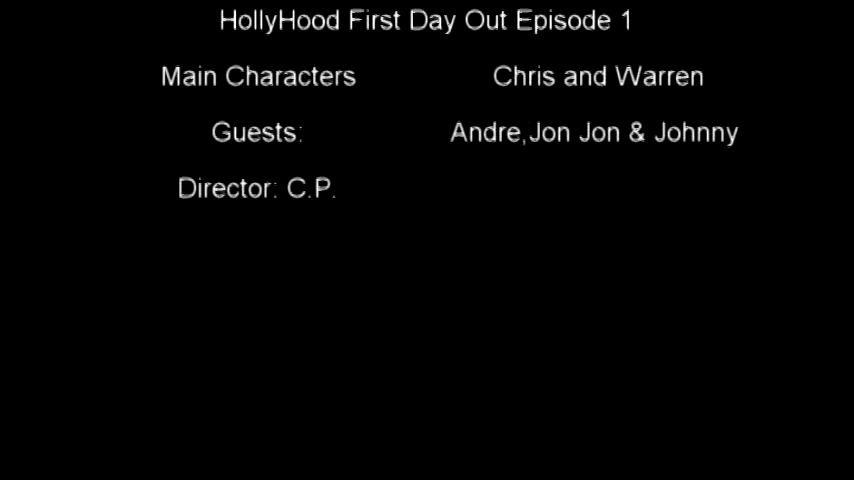 HollyHood First Day Out Episode 1
Main Characters Chris and Warren
Guests: Andre,Jon Jon & Johnny
Director: C.P.